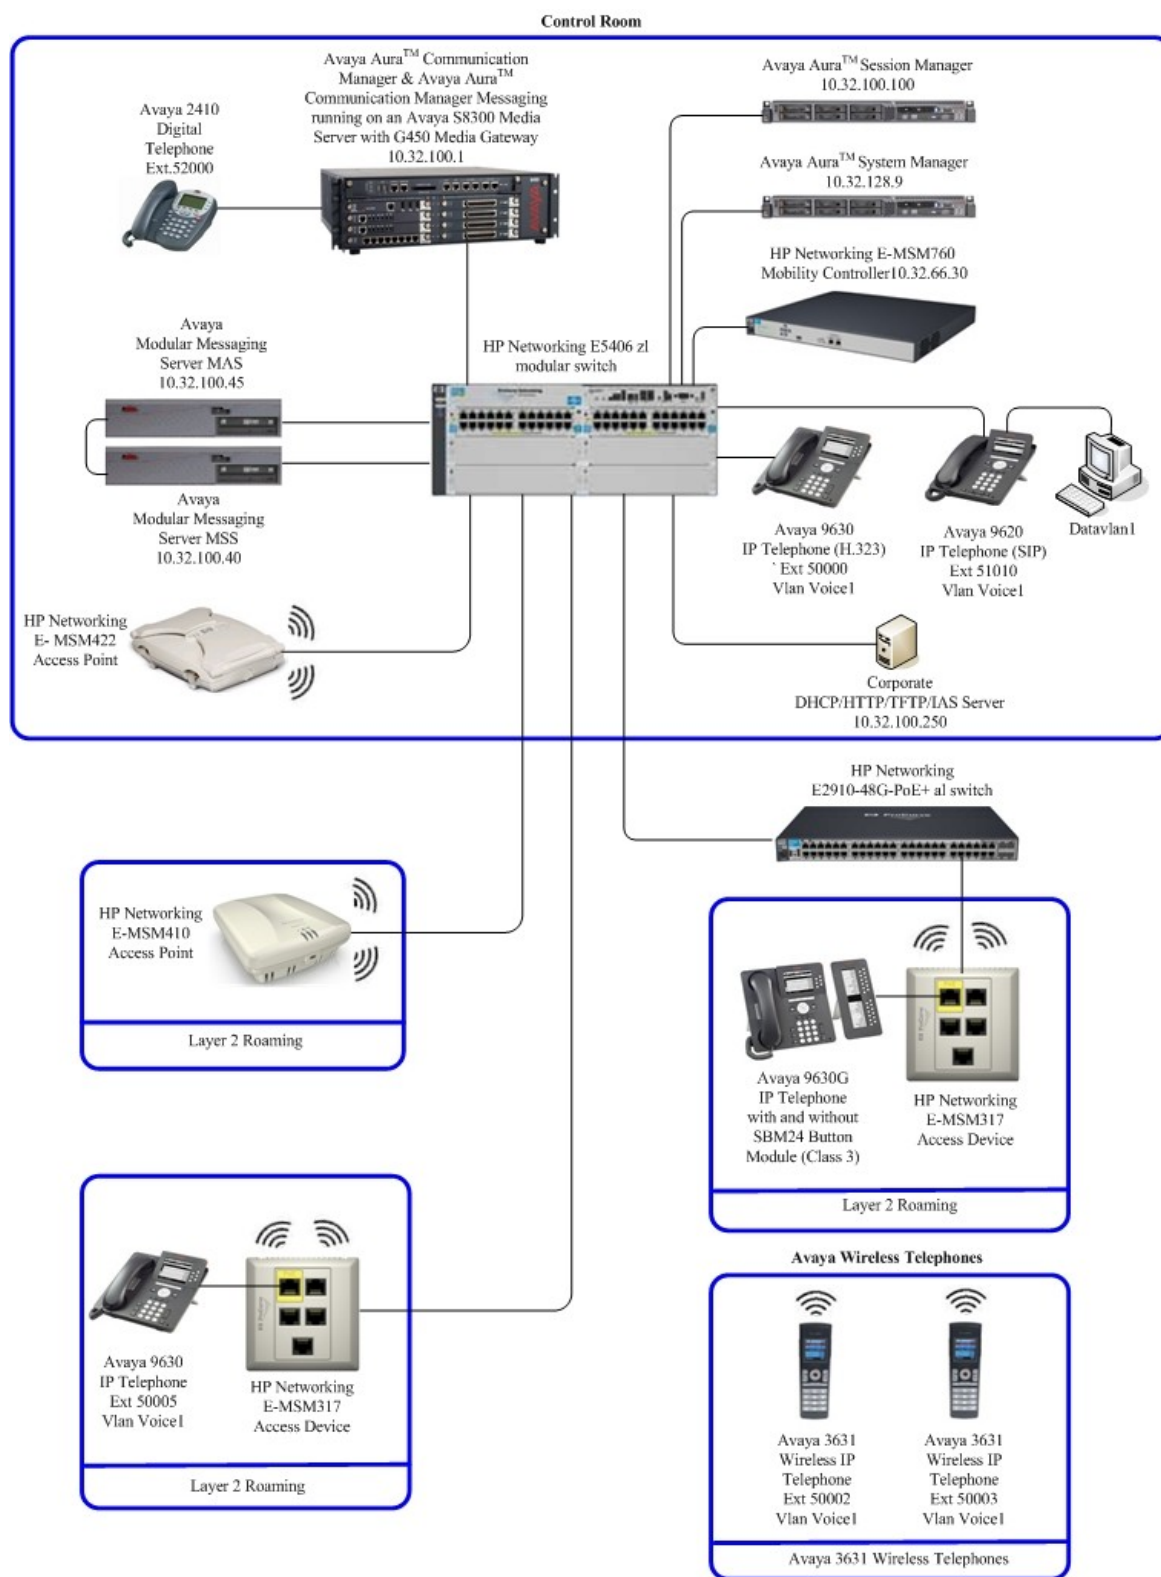 Control Room
Avaya Aura™ Communication
Manager & Avaya Aura™
Communication Manager Messaging
running on an Avaya S8300 Media
Server with G450 Media Gateway
10.32.100.1
Avaya 2410
Digital
Telephone
Ext.52000
Avaya Aura™ Session Manager
10.32.100.100
Avaya Aura™ System Manager
10.32.128.9
HP Networking E-MSM760
Mobility Controller10.32.66.30
Avaya
Modular Messaging
Server MAS
10.32.100.45
HP Networking E5406 zl
modular switch
Avaya
Modular Messaging
Server MSS
10.32.100.40
Avaya 9630
IP Telephone (H.323)
` Ext 50000
Vlan Voice1
Avaya 9620
IP Telephone (SIP)
Ext 51010
Vlan Voice1
Datavlan1
HP Networking
E- MSM422
Access Point
Corporate
DHCP/HTTP/TFTP/IAS Server
10.32.100.250
HP Networking
E2910-48G-PoE+ al switch
HP Networking
E-MSM410
Access Point
Layer 2 Roaming
Avaya 9630G
IP Telephone
with and without
SBM24 Button
Module (Class 3)
HP Networking
E-MSM317
Access Device
Layer 2 Roaming
Avaya 9630
IP Telephone
Ext 50005
Vlan Voice1
HP Networking
E-MSM317
Access Device
Layer 2 Roaming
Avaya Wireless Telephones
Avaya 3631
Wireless IP
Telephone
Ext 50002
Vlan Voice1
Avaya 3631
Wireless IP
Telephone
Ext 50003
Vlan Voice1
Avaya 3631 Wireless Telephones